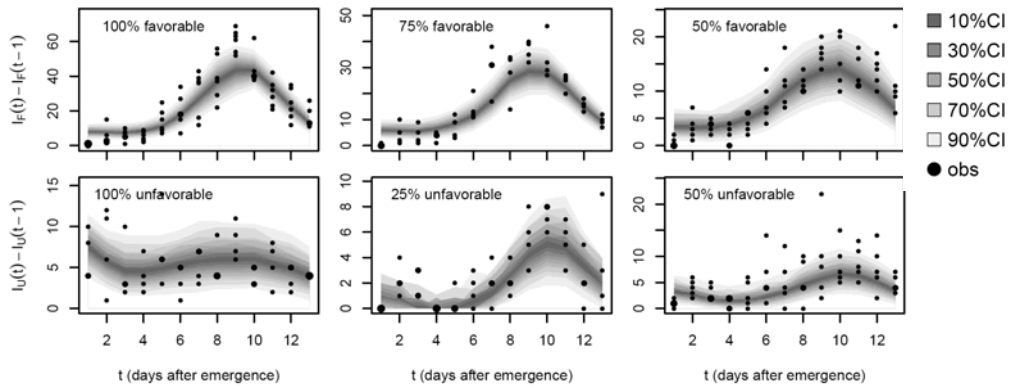 100% favorable
75% favorable
50% favorable
I_F(t) − I_F(t−1)
0 20 40 60
0 10 30 50
0 5 10 20
100% unfavorable
25% unfavorable
50% unfavorable
I_U(t) − I_U(t−1)
0 5 10 15
0 2 4 6 8 10
0 5 10 20
2 4 6 8 10 12
2 4 6 8 10 12
2 4 6 8 10 12
t (days after emergence)
t (days after emergence)
t (days after emergence)
10%CI
30%CI
50%CI
70%CI
90%CI
obs